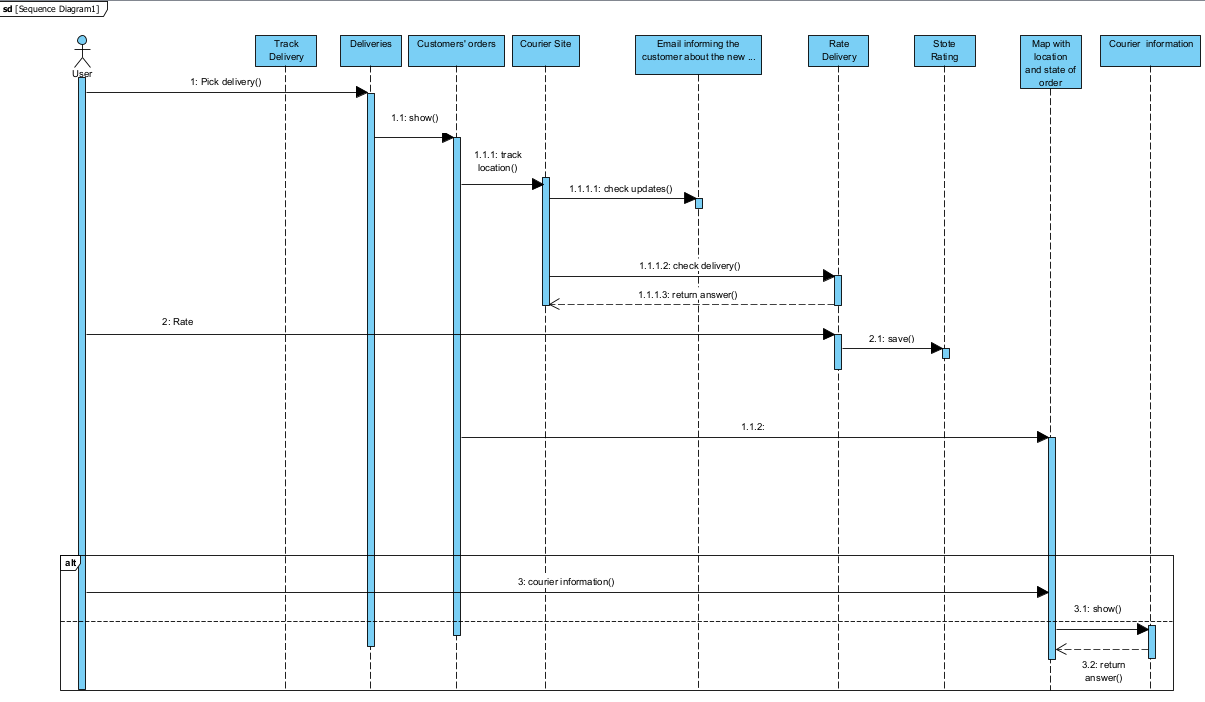 sd [Sequence Diagram1]
User
Track
Delivery
Deliveries
Customers' orders
Courier Site
Email informing the
customer about the new ...
Rate
Delivery
Stote
Rating
Map with
location
and state of
order
Courier information
1: Pick delivery()
1.1: show()
1.1.1: track
location()
1.1.1.1: check updates()
1.1.1.2: check delivery()
1.1.1.3: return answer()
2: Rate
2.1: save()
1.1.2:
alt
3: courier information()
3.1: show()
3.2: return
answer()